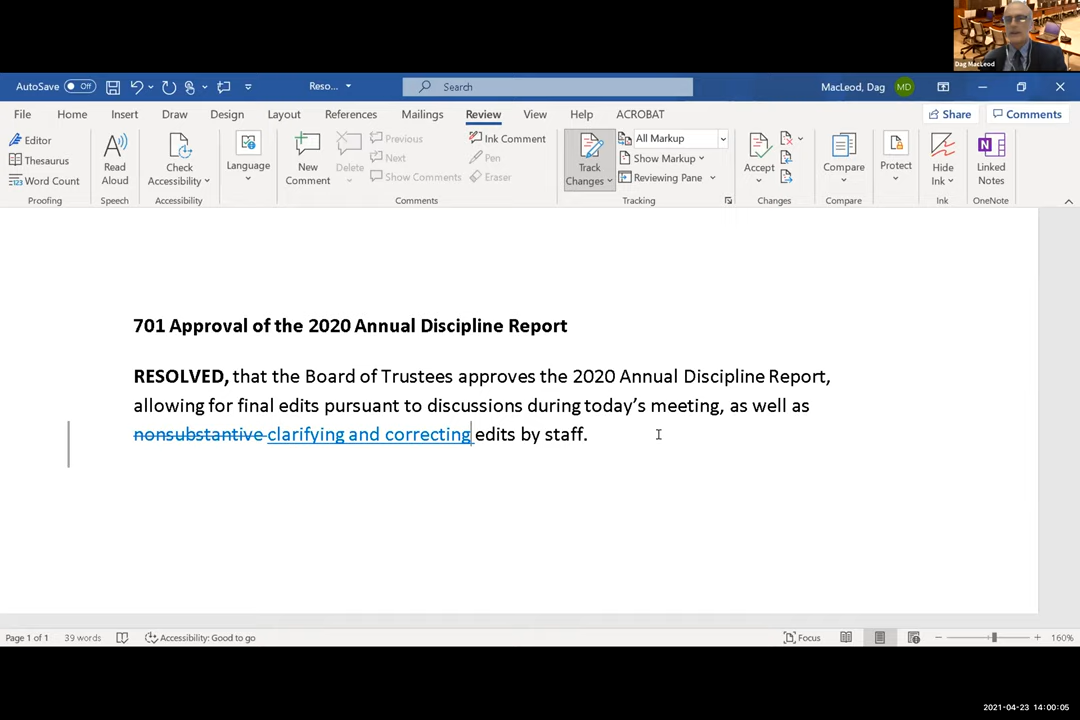 Dag MacLeod
AutoSave Off Reso... Search MacLeod, Dag MD
File Home Insert Draw Design Layout References Mailings Review View Help ACROBAT Share Comments
Editor
Thesaurus
Word Count
Proofing
Read Aloud
Speech
Check Accessibility
Accessibility
Language
New Comment
Delete
Previous
Next
Show Comments
Ink Comment
Pen
Eraser
Comments
Track Changes
All Markup
Show Markup
Reviewing Pane
Tracking
Accept
Changes
Compare
Compare
Protect
Hide Ink
Ink
Linked Notes
OneNote
701 Approval of the 2020 Annual Discipline Report
RESOLVED, that the Board of Trustees approves the 2020 Annual Discipline Report,
allowing for final edits pursuant to discussions during today’s meeting, as well as
nonsubstantive clarifying and correcting edits by staff.
Page 1 of 1 39 words Accessibility: Good to go Focus 160%
2021-04-23 14:00:05